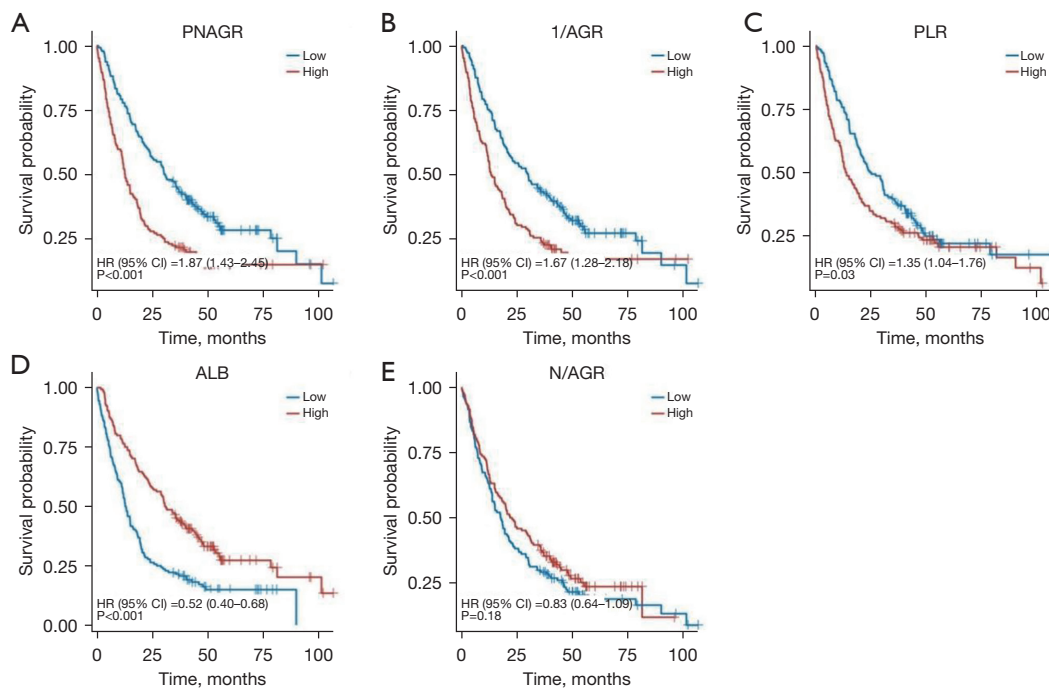 A
PNAGR
Survival probability
1.00
0.75
0.50
0.25
Low
High
HR (95% CI) =1.87 (1.43–2.45)
P<0.001
0 25 50 75 100
Time, months
B
1/AGR
Survival probability
1.00
0.75
0.50
0.25
Low
High
HR (95% CI) =1.67 (1.28–2.18)
P<0.001
0 25 50 75 100
Time, months
C
PLR
Survival probability
1.00
0.75
0.50
0.25
Low
High
HR (95% CI) =1.35 (1.04–1.76)
P=0.03
0 25 50 75 100
Time, months
D
ALB
Survival probability
1.00
0.75
0.50
0.25
0.00
Low
High
HR (95% CI) =0.52 (0.40–0.68)
P<0.001
0 25 50 75 100
Time, months
E
N/AGR
Survival probability
1.00
0.75
0.50
0.25
Low
High
HR (95% CI) =0.83 (0.64–1.09)
P=0.18
0 25 50 75 100
Time, months